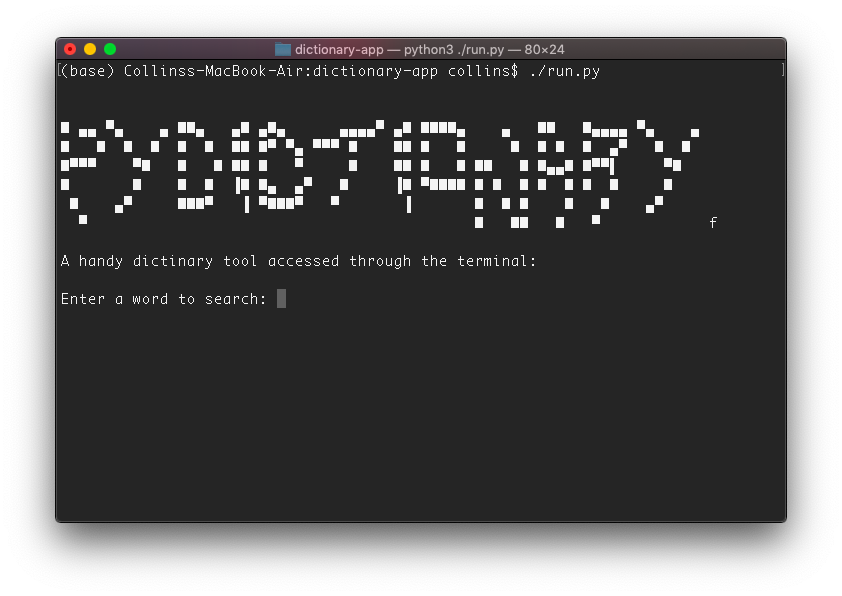 dictionary-app — python3 ./run.py — 80×24
(base) Collinss-MacBook-Air:dictionary-app collins$ ./run.py
PYDICTIONARY
f
A handy dictinary tool accessed through the terminal:
Enter a word to search: